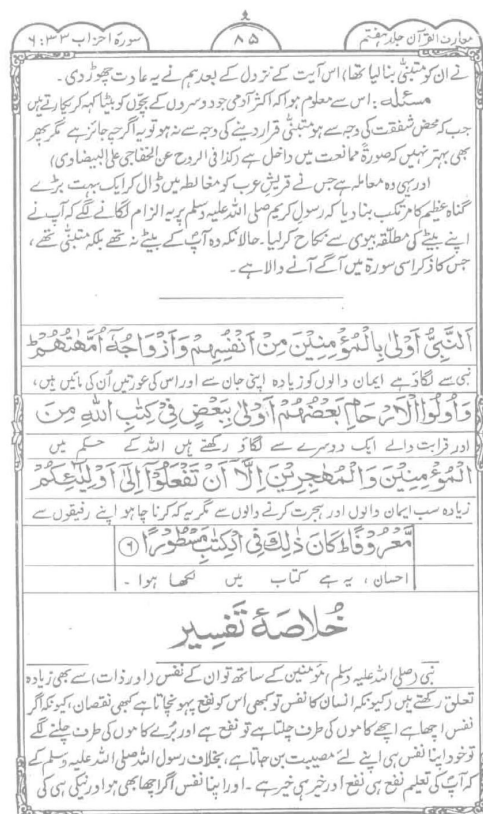 معارف القرآن جلد ہفتم
۸۵
سورۂ احزاب ۳۳:۶
نے ان کو متبنّٰی بنا لیا تھا) اس آیت کے نزول کے بعد ہم نے یہ عادت چھوڑ دی۔
مسئلہ: اس سے معلوم ہوا کہ اکثر آدمی جو دوسروں کے بچوں کو بیٹا کہہ کر پکارتے ہیں
جب کہ محض شفقت کی وجہ سے ہو متبنّٰی قرار دینے کی وجہ سے نہ ہو تو یہ اگرچہ جائز ہے مگر پھر
بھی بہتر نہیں کہ صورۃً ممانعت میں داخل ہے (کذا فی الروح عن الخفاجی علی البیضاوی)
اور یہی وہ معاملہ ہے جس نے قریش عرب کو مغالطہ میں ڈال کر ایک بہت بڑے
گناہ عظیم کا مرتکب بنا دیا کہ رسول کریم صلی اللہ علیہ وسلم پر یہ الزام لگانے لگے کہ آپ نے
اپنے بیٹے کی مطلقہ بیوی سے نکاح کر لیا۔ حالانکہ وہ آپ کے بیٹے نہ تھے بلکہ متبنّٰی تھے،
جس کا ذکر اسی سورۃ میں آگے آنے والا ہے۔
اَلنَّبِیُّ اَوْلٰی بِالْمُؤْمِنِیْنَ مِنْ اَنْفُسِهِمْ وَاَزْوَاجُهٗٓ اُمَّهٰتُهُمْ ؕ
نبی سے لگاؤ ہے ایمان والوں کو زیادہ اپنی جان سے اور اس کی عورتیں ان کی مائیں ہیں،
وَاُولُوا الْاَرْحَامِ بَعْضُهُمْ اَوْلٰی بِبَعْضٍ فِیْ کِتٰبِ اللّٰهِ مِنَ
اور قرابت والے ایک دوسرے سے لگاؤ رکھتے ہیں اللہ کے حکم میں
الْمُؤْمِنِیْنَ وَالْمُهٰجِرِیْنَ اِلَّآ اَنْ تَفْعَلُوْٓا اِلٰٓی اَوْلِیٰٓئِکُمْ
زیادہ سب ایمان والوں اور ہجرت کرنے والوں سے مگر یہ کہ کرنا چاہو اپنے رفیقوں سے
مَّعْرُوْفًا ؕ کَانَ ذٰلِکَ فِی الْکِتٰبِ مَسْطُوْرًا ۝۶
احسان، یہ ہے کتاب میں لکھا ہوا۔
خُلاصۂ تفسیر
نبی (صلی اللہ علیہ وسلم) مؤمنین کے ساتھ تو ان کے نفس (اور ذات) سے بھی زیادہ
تعلق رکھتے ہیں (کیونکہ انسان کا نفس تو کبھی اس کو نفع پہونچاتا ہے کبھی نقصان، کیونکہ اگر
نفس اچھا ہے اچھے کاموں کی طرف چلتا ہے تو نفع ہے اور برے کاموں کی طرف چلنے لگے
تو خود اپنا نفس ہی اپنے لئے مصیبت بن جاتا ہے، بخلاف رسول اللہ صلی اللہ علیہ وسلم کے
کہ آپ کی تعلیم نفع ہی نفع اور خیر ہی خیر ہے۔ اور اپنا نفس اگر اچھا بھی ہو اور نیکی ہی کی